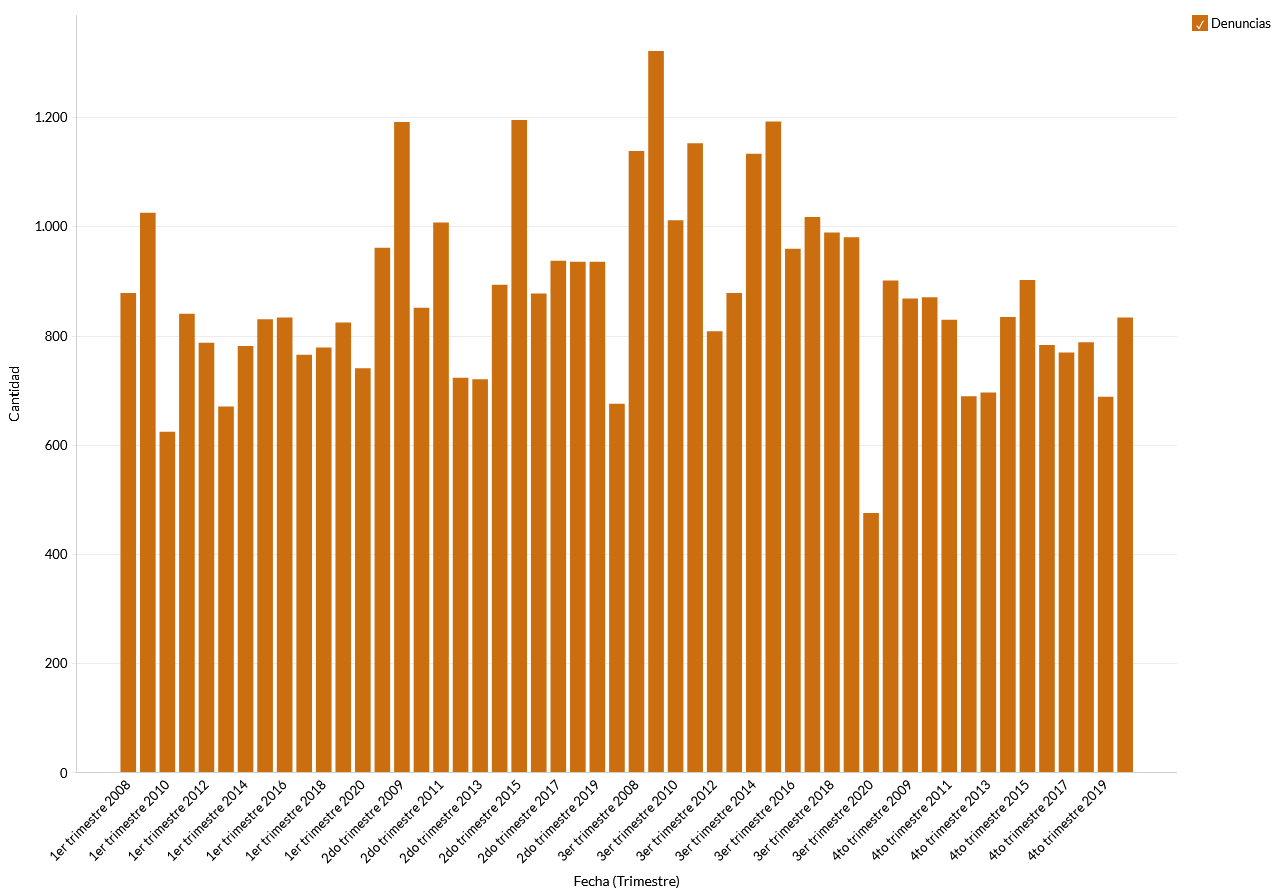 Denuncias
Cantidad
1.200
1.000
800
600
400
200
0
1er trimestre 2008
1er trimestre 2010
1er trimestre 2012
1er trimestre 2014
1er trimestre 2016
1er trimestre 2018
1er trimestre 2020
2do trimestre 2009
2do trimestre 2011
2do trimestre 2013
2do trimestre 2015
2do trimestre 2017
2do trimestre 2019
3er trimestre 2008
3er trimestre 2010
3er trimestre 2012
3er trimestre 2014
3er trimestre 2016
3er trimestre 2018
3er trimestre 2020
4to trimestre 2009
4to trimestre 2011
4to trimestre 2013
4to trimestre 2015
4to trimestre 2017
4to trimestre 2019
Fecha (Trimestre)